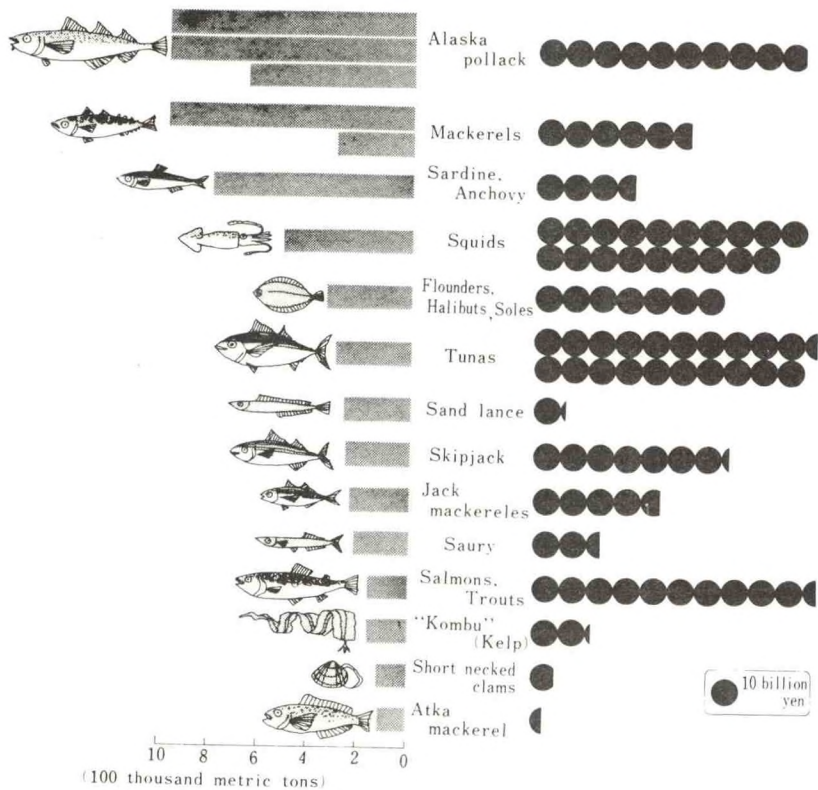 Alaska
pollack
Mackerels
Sardine,
Anchovy
Squids
Flounders,
Halibuts, Soles
Tunas
Sand lance
Skipjack
Jack
mackereles
Saury
Salmons,
Trouts
"Kombu"
(Kelp)
Short necked
clams
Atka
mackerel
10 billion
yen
10 8 6 4 2 0
(100 thousand metric tons)